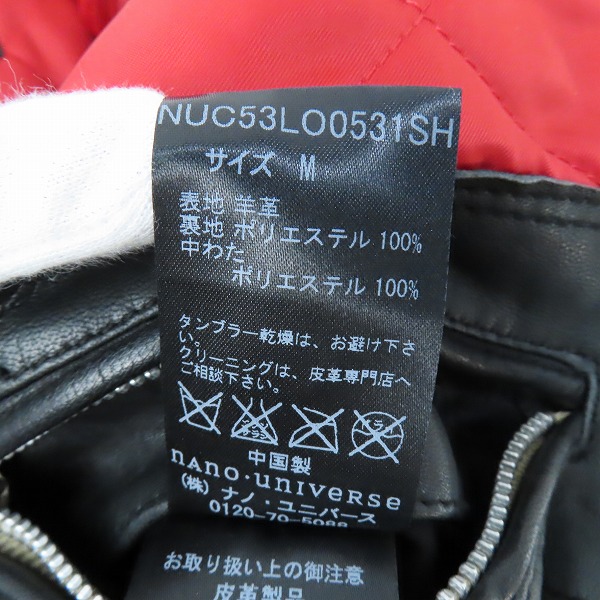 NUC53LO0531SH
サイズ M
表地 羊革
裏地 ポリエステル 100%
中わた
ポリエステル 100%
タンブラー乾燥は、お避け下さ
い。
クリーニングは、皮革専門店へ
ご相談下さい。
中国製
nano·universe
(株) ナノ・ユニバース
0120-70-5088
お取り扱い上の御注意
皮革製品